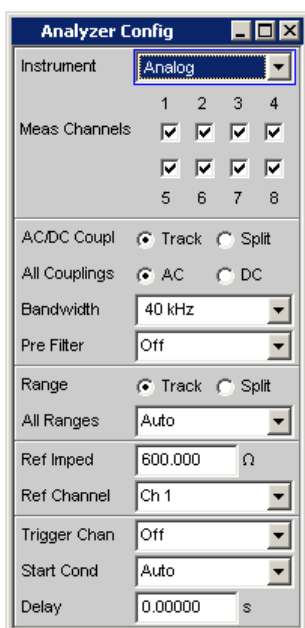 Analyzer Config
Instrument Analog
1 2 3 4
Meas Channels
5 6 7 8
AC/DC Coupl Track Split
All Couplings AC DC
Bandwidth 40 kHz
Pre Filter Off
Range Track Split
All Ranges Auto
Ref Imped 600.000 Ω
Ref Channel Ch 1
Trigger Chan Off
Start Cond Auto
Delay 0.00000 s